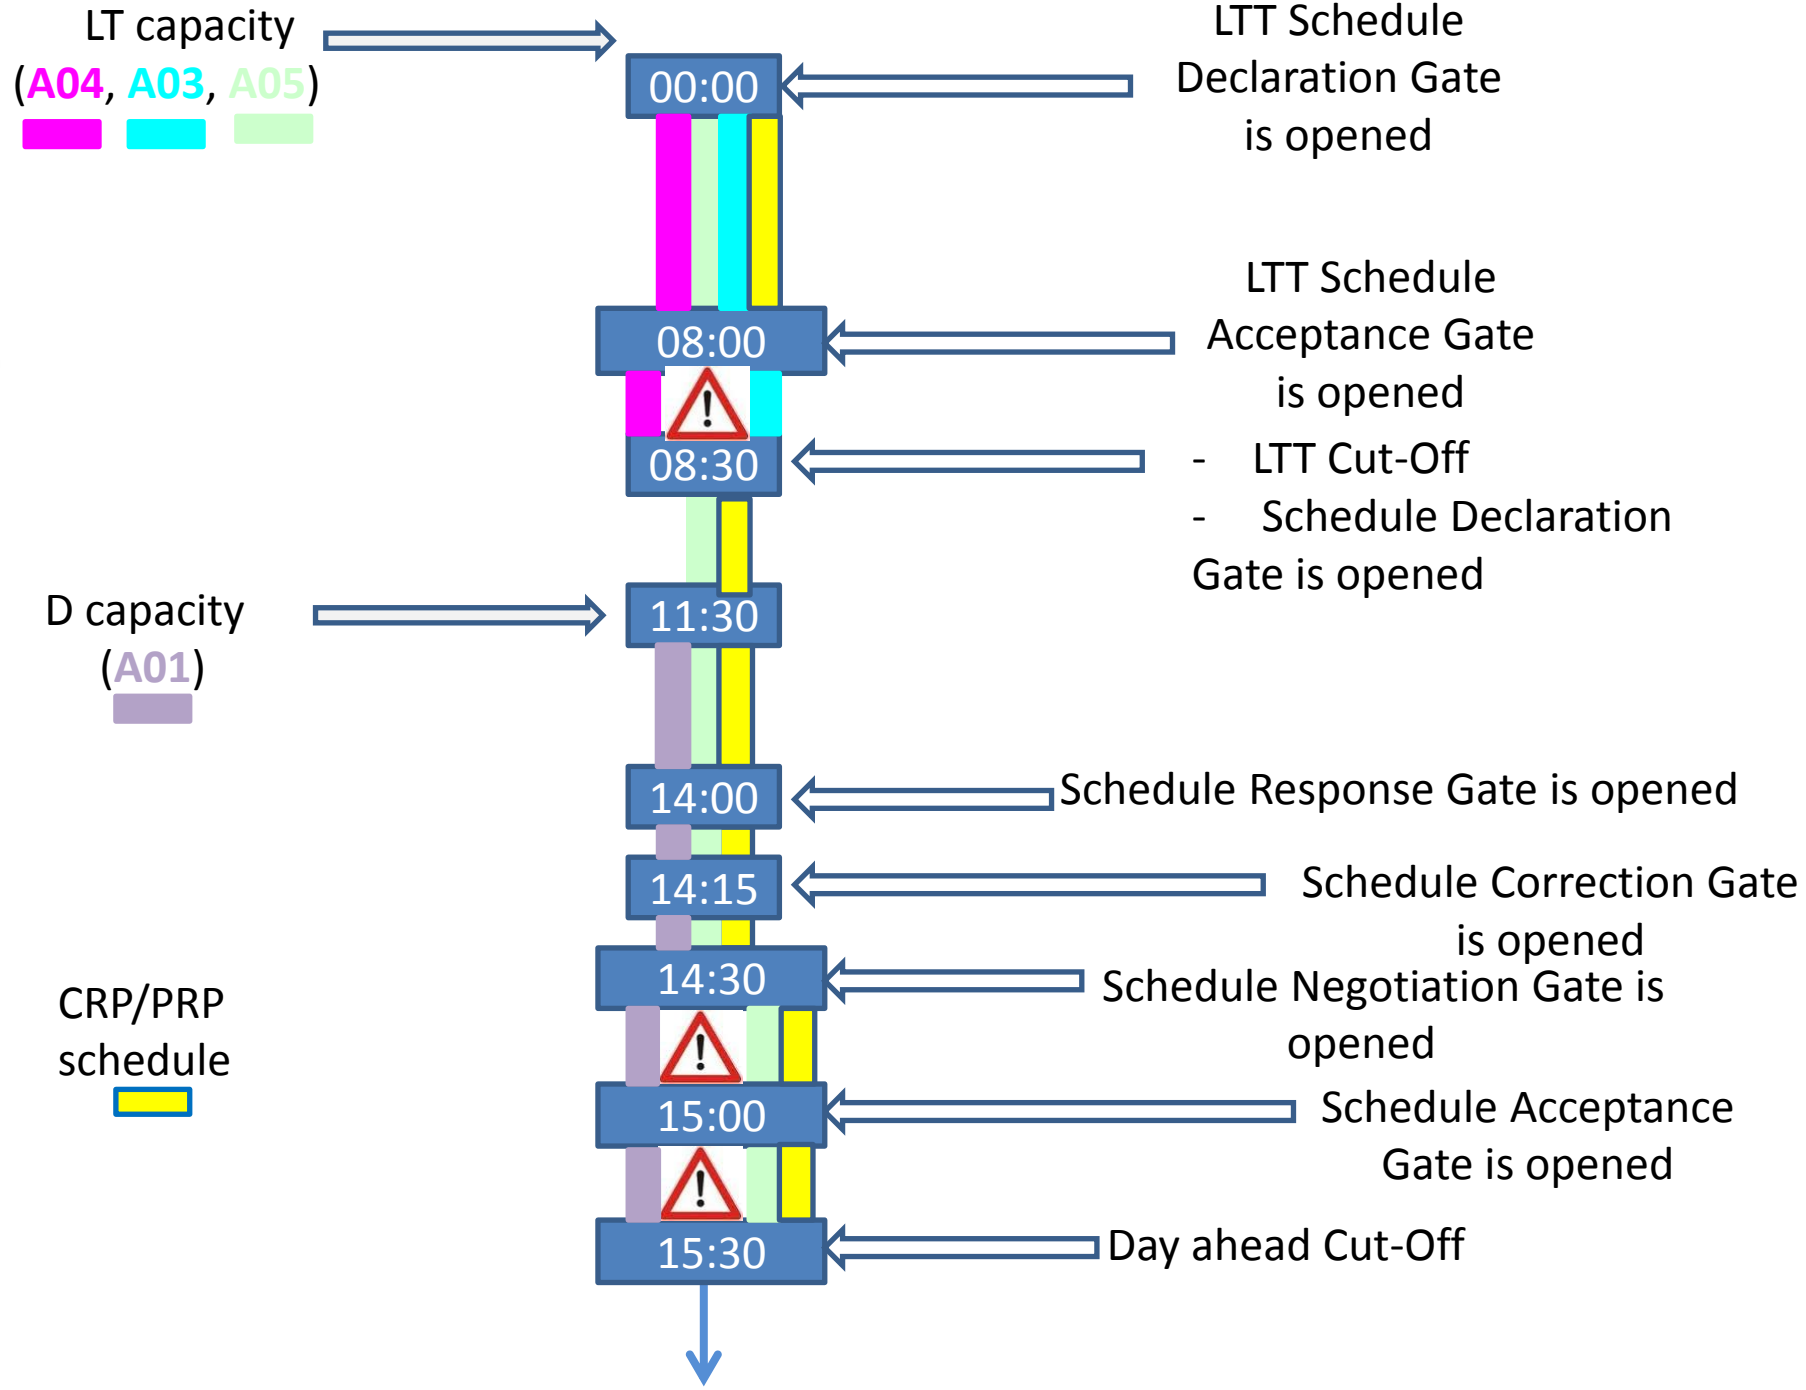 LT capacity
(A04, A03, A05)
00:00
LTT Schedule
Declaration Gate
is opened
08:00
LTT Schedule
Acceptance Gate
is opened
!
08:30
- LTT Cut-Off
- Schedule Declaration
Gate is opened
D capacity
(A01)
11:30
14:00
Schedule Response Gate is opened
14:15
Schedule Correction Gate
is opened
14:30
Schedule Negotiation Gate is
opened
CRP/PRP
schedule
!
15:00
Schedule Acceptance
Gate is opened
!
15:30
Day ahead Cut-Off